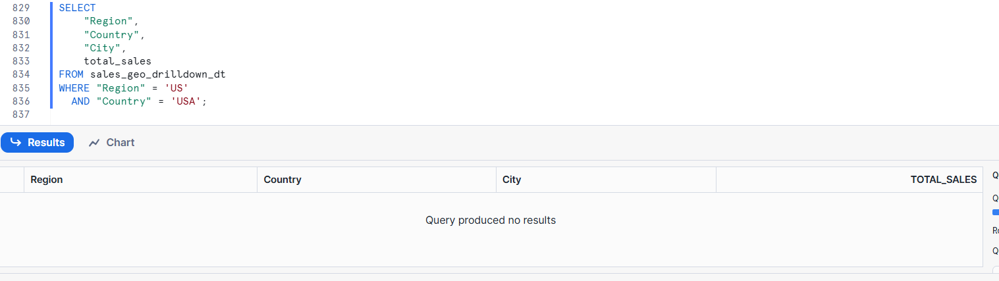 829 SELECT
830 "Region",
831 "Country",
832 "City",
833 total_sales
834 FROM sales_geo_drilldown_dt
835 WHERE "Region" = 'US'
836 AND "Country" = 'USA';
837
Results Chart
Region Country City TOTAL_SALES
Query produced no results